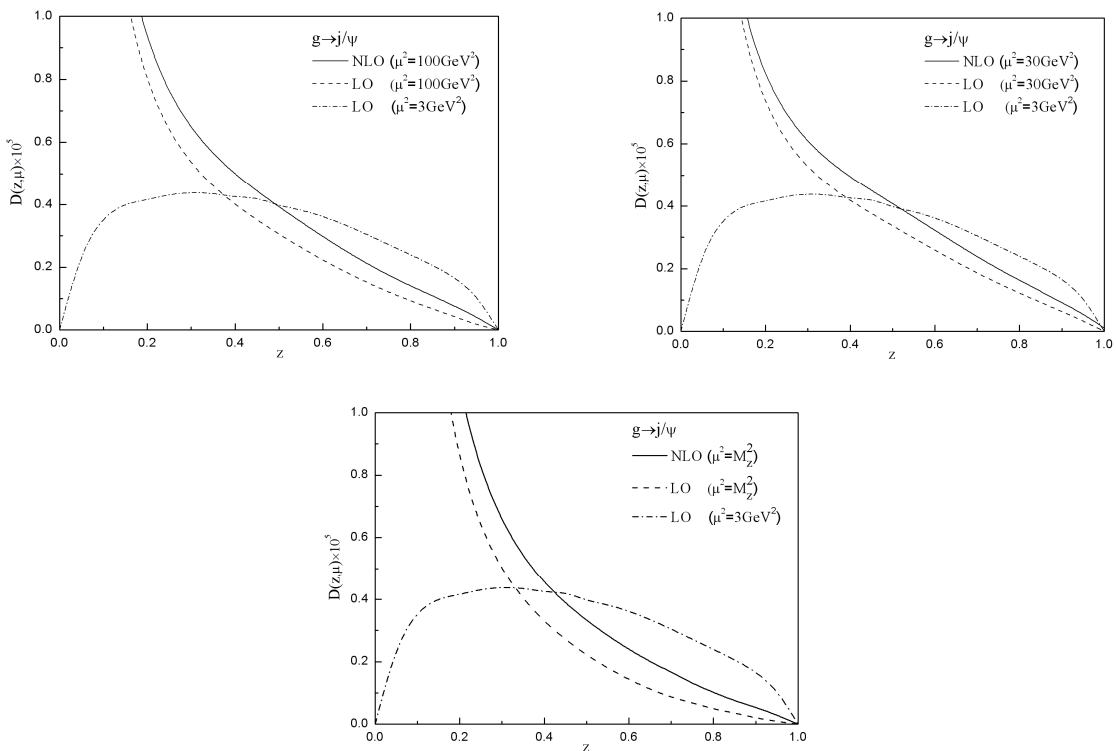 g→j/ψ
NLO (μ²=100GeV²)
LO (μ²=100GeV²)
LO (μ²=3GeV²)
D(z,μ)×10⁵
1.0
0.8
0.6
0.4
0.2
0.0
0.0 0.2 0.4 0.6 0.8 1.0
z
g→j/ψ
NLO (μ²=30GeV²)
LO (μ²=30GeV²)
LO (μ²=3GeV²)
D(z,μ)×10⁵
1.0
0.8
0.6
0.4
0.2
0.0
0.0 0.2 0.4 0.6 0.8 1.0
z
g→j/ψ
NLO (μ²=M_Z²)
LO (μ²=M_Z²)
LO (μ²=3GeV²)
D(z,μ)×10⁵
1.0
0.8
0.6
0.4
0.2
0.0
0.0 0.2 0.4 0.6 0.8 1.0
z